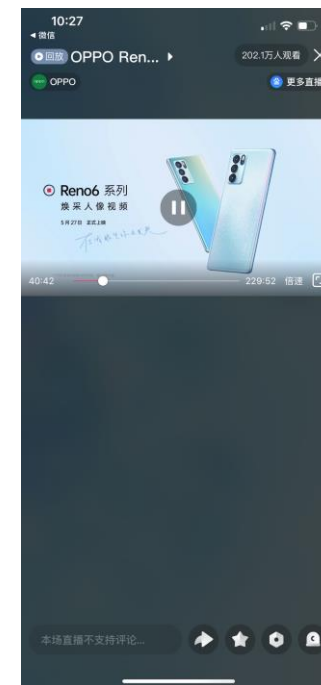 10:27
微信
回放 OPPO Ren...
202.1万人观看
OPPO
更多直播
Reno6 系列
焕采人像视频
5月27日 正式上映
40:42
229:52
倍速
本场直播不支持评论...